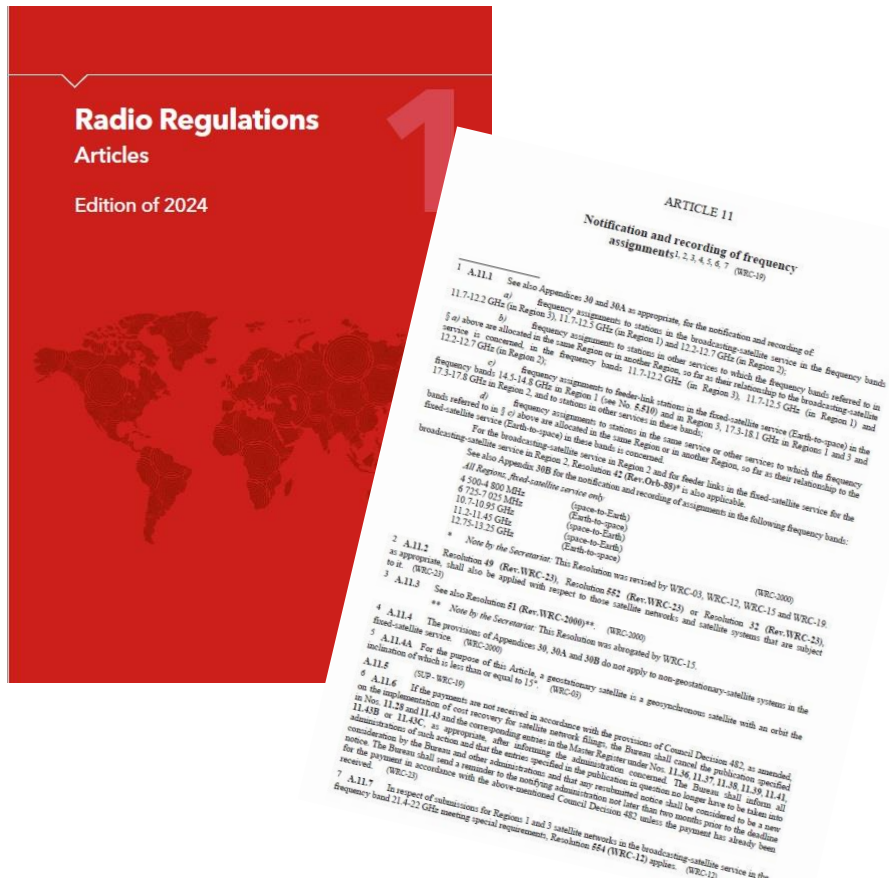 Radio Regulations
Articles
Edition of 2024
1
ARTICLE 11
Notification and recording of frequency
assignments1, 2, 3, 4, 5, 6, 7 (WRC-19)
1 A.11.1 See also Appendices 30 and 30A as appropriate, for the notification and recording of:
a) frequency assignments to stations in the broadcasting-satellite service in the frequency bands
11.7-12.2 GHz (in Region 3), 11.7-12.5 GHz (in Region 1) and 12.2-12.7 GHz (in Region 2);
b) frequency assignments to stations in other services to which the frequency bands referred to in
§ a) above are allocated in the same Region or in another Region, so far as their relationship to the broadcasting-satellite
service is concerned, in the frequency bands 11.7-12.2 GHz (in Region 3), 11.7-12.5 GHz (in Region 1) and
12.2-12.7 GHz (in Region 2);
c) frequency assignments to feeder-link stations in the fixed-satellite service (Earth-to-space) in the
frequency bands 14.5-14.8 GHz in Region 1 (see No. 5.510) and in Region 3, 17.3-18.1 GHz in Regions 1 and 3 and
17.3-17.8 GHz in Region 2, and to stations in other services in these bands;
d) frequency assignments to stations in the same service or other services to which the frequency
bands referred to in § c) above are allocated in the same Region or in another Region, so far as their relationship to the
fixed-satellite service (Earth-to-space) in these bands is concerned.
For the broadcasting-satellite service in Region 2 and for feeder links in the fixed-satellite service for the
broadcasting-satellite service in Region 2, Resolution 42 (Rev.Orb-88)* is also applicable.
See also Appendix 30B for the notification and recording of assignments in the following frequency bands:
All Regions, fixed-satellite service only
4 500-4 800 MHz (space-to-Earth)
6 725-7 025 MHz (Earth-to-space)
10.7-10.95 GHz (space-to-Earth)
11.2-11.45 GHz (space-to-Earth)
12.75-13.25 GHz (Earth-to-space)
(WRC-2000)
* Note by the Secretariat: This Resolution was revised by WRC-03, WRC-12, WRC-15 and WRC-19.
2 A.11.2 Resolution 49 (Rev.WRC-23), Resolution 552 (Rev.WRC-23) or Resolution 32 (Rev.WRC-23),
as appropriate, shall also be applied with respect to those satellite networks and satellite systems that are subject
to it. (WRC-23)
3 A.11.3 See also Resolution 51 (Rev.WRC-2000)**. (WRC-2000)
** Note by the Secretariat: This Resolution was abrogated by WRC-15.
4 A.11.4 The provisions of Appendices 30, 30A and 30B do not apply to non-geostationary-satellite systems in the
fixed-satellite service. (WRC-2000)
5 A.11.4A For the purpose of this Article, a geostationary satellite is a geosynchronous satellite with an orbit the
inclination of which is less than or equal to 15°. (WRC-03)
A.11.5 (SUP - WRC-19)
6 A.11.6 If the payments are not received in accordance with the provisions of Council Decision 482, as amended,
on the implementation of cost recovery for satellite network filings, the Bureau shall cancel the publication specified
in Nos. 11.28 and 11.43 and the corresponding entries in the Master Register under Nos. 11.36, 11.37, 11.38, 11.39, 11.41,
11.43B or 11.43C, as appropriate, after informing the administration concerned. The Bureau shall inform all
administrations of such action and that the entries specified in the publication in question no longer have to be taken into
consideration by the Bureau and other administrations and that any resubmitted notice shall be considered to be a new
notice. The Bureau shall send a reminder to the notifying administration not later than two months prior to the deadline
for the payment in accordance with the above-mentioned Council Decision 482 unless the payment has already been
received. (WRC-23)
7 A.11.7 In respect of submissions for Regions 1 and 3 satellite networks in the broadcasting-satellite service in the
frequency band 21.4-22 GHz meeting special requirements, Resolution 554 (WRC-12) applies. (WRC-12)